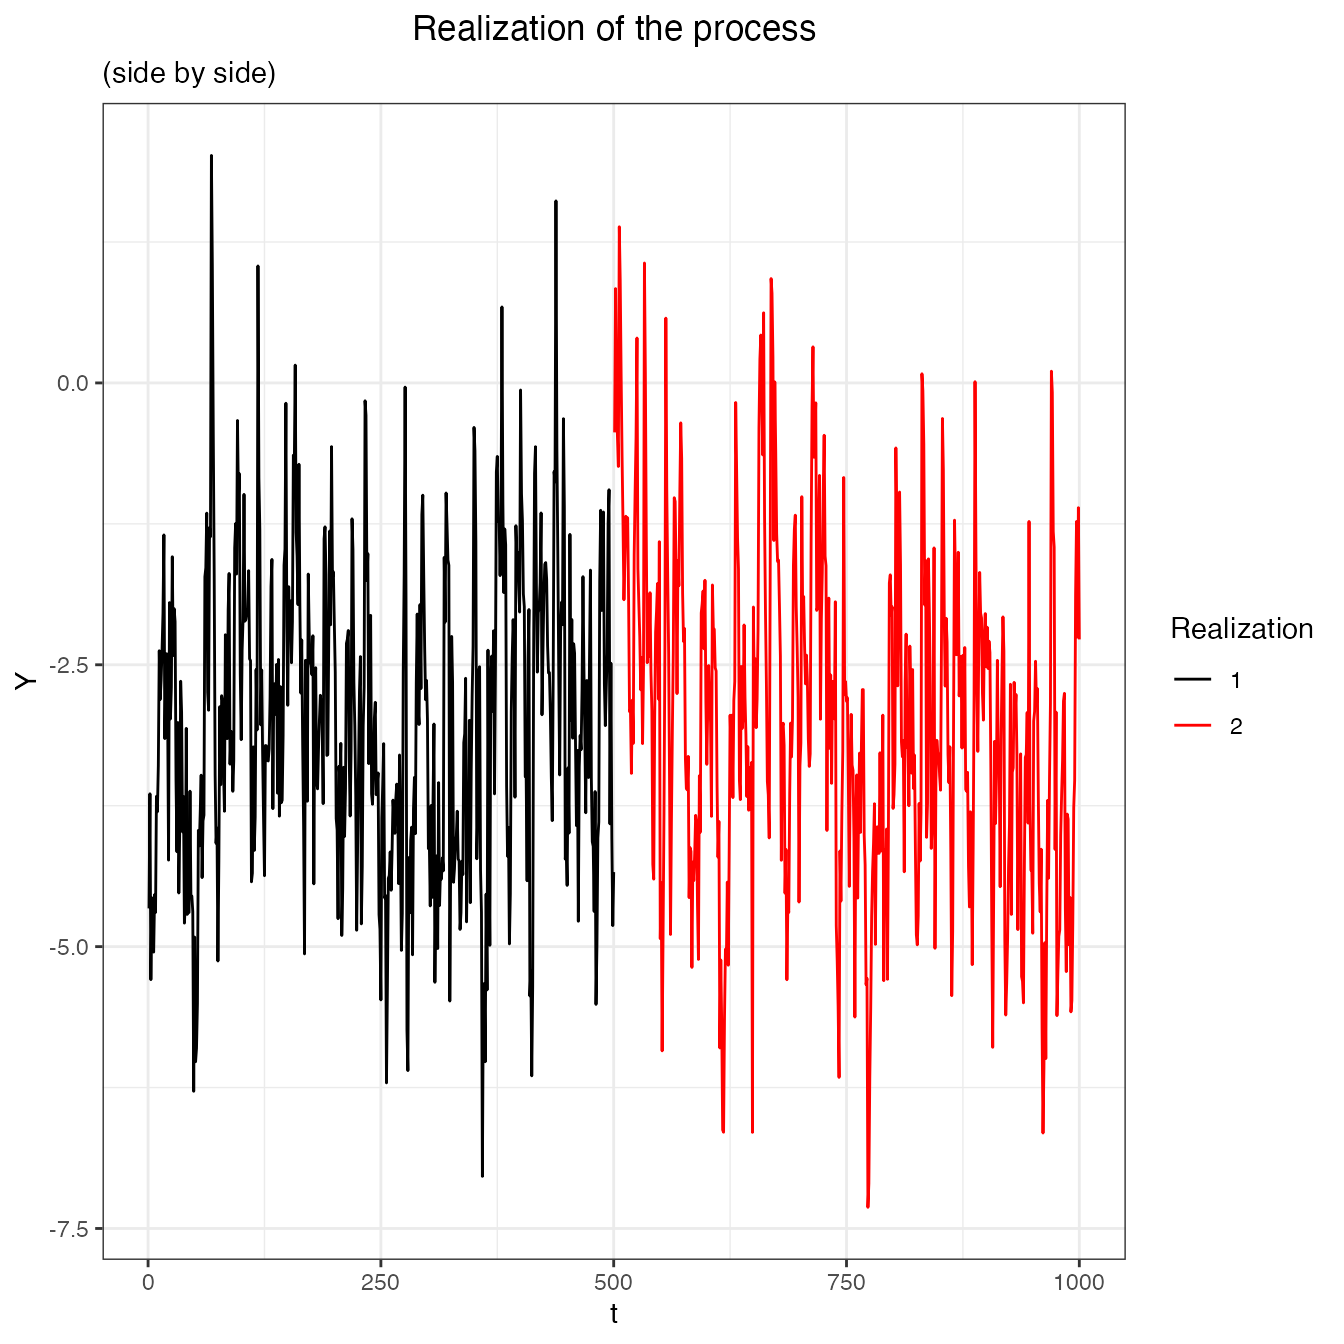 Realization of the process
(side by side)
Y
0.0
-2.5
-5.0
-7.5
0
250
500
750
1000
t
Realization
1
2